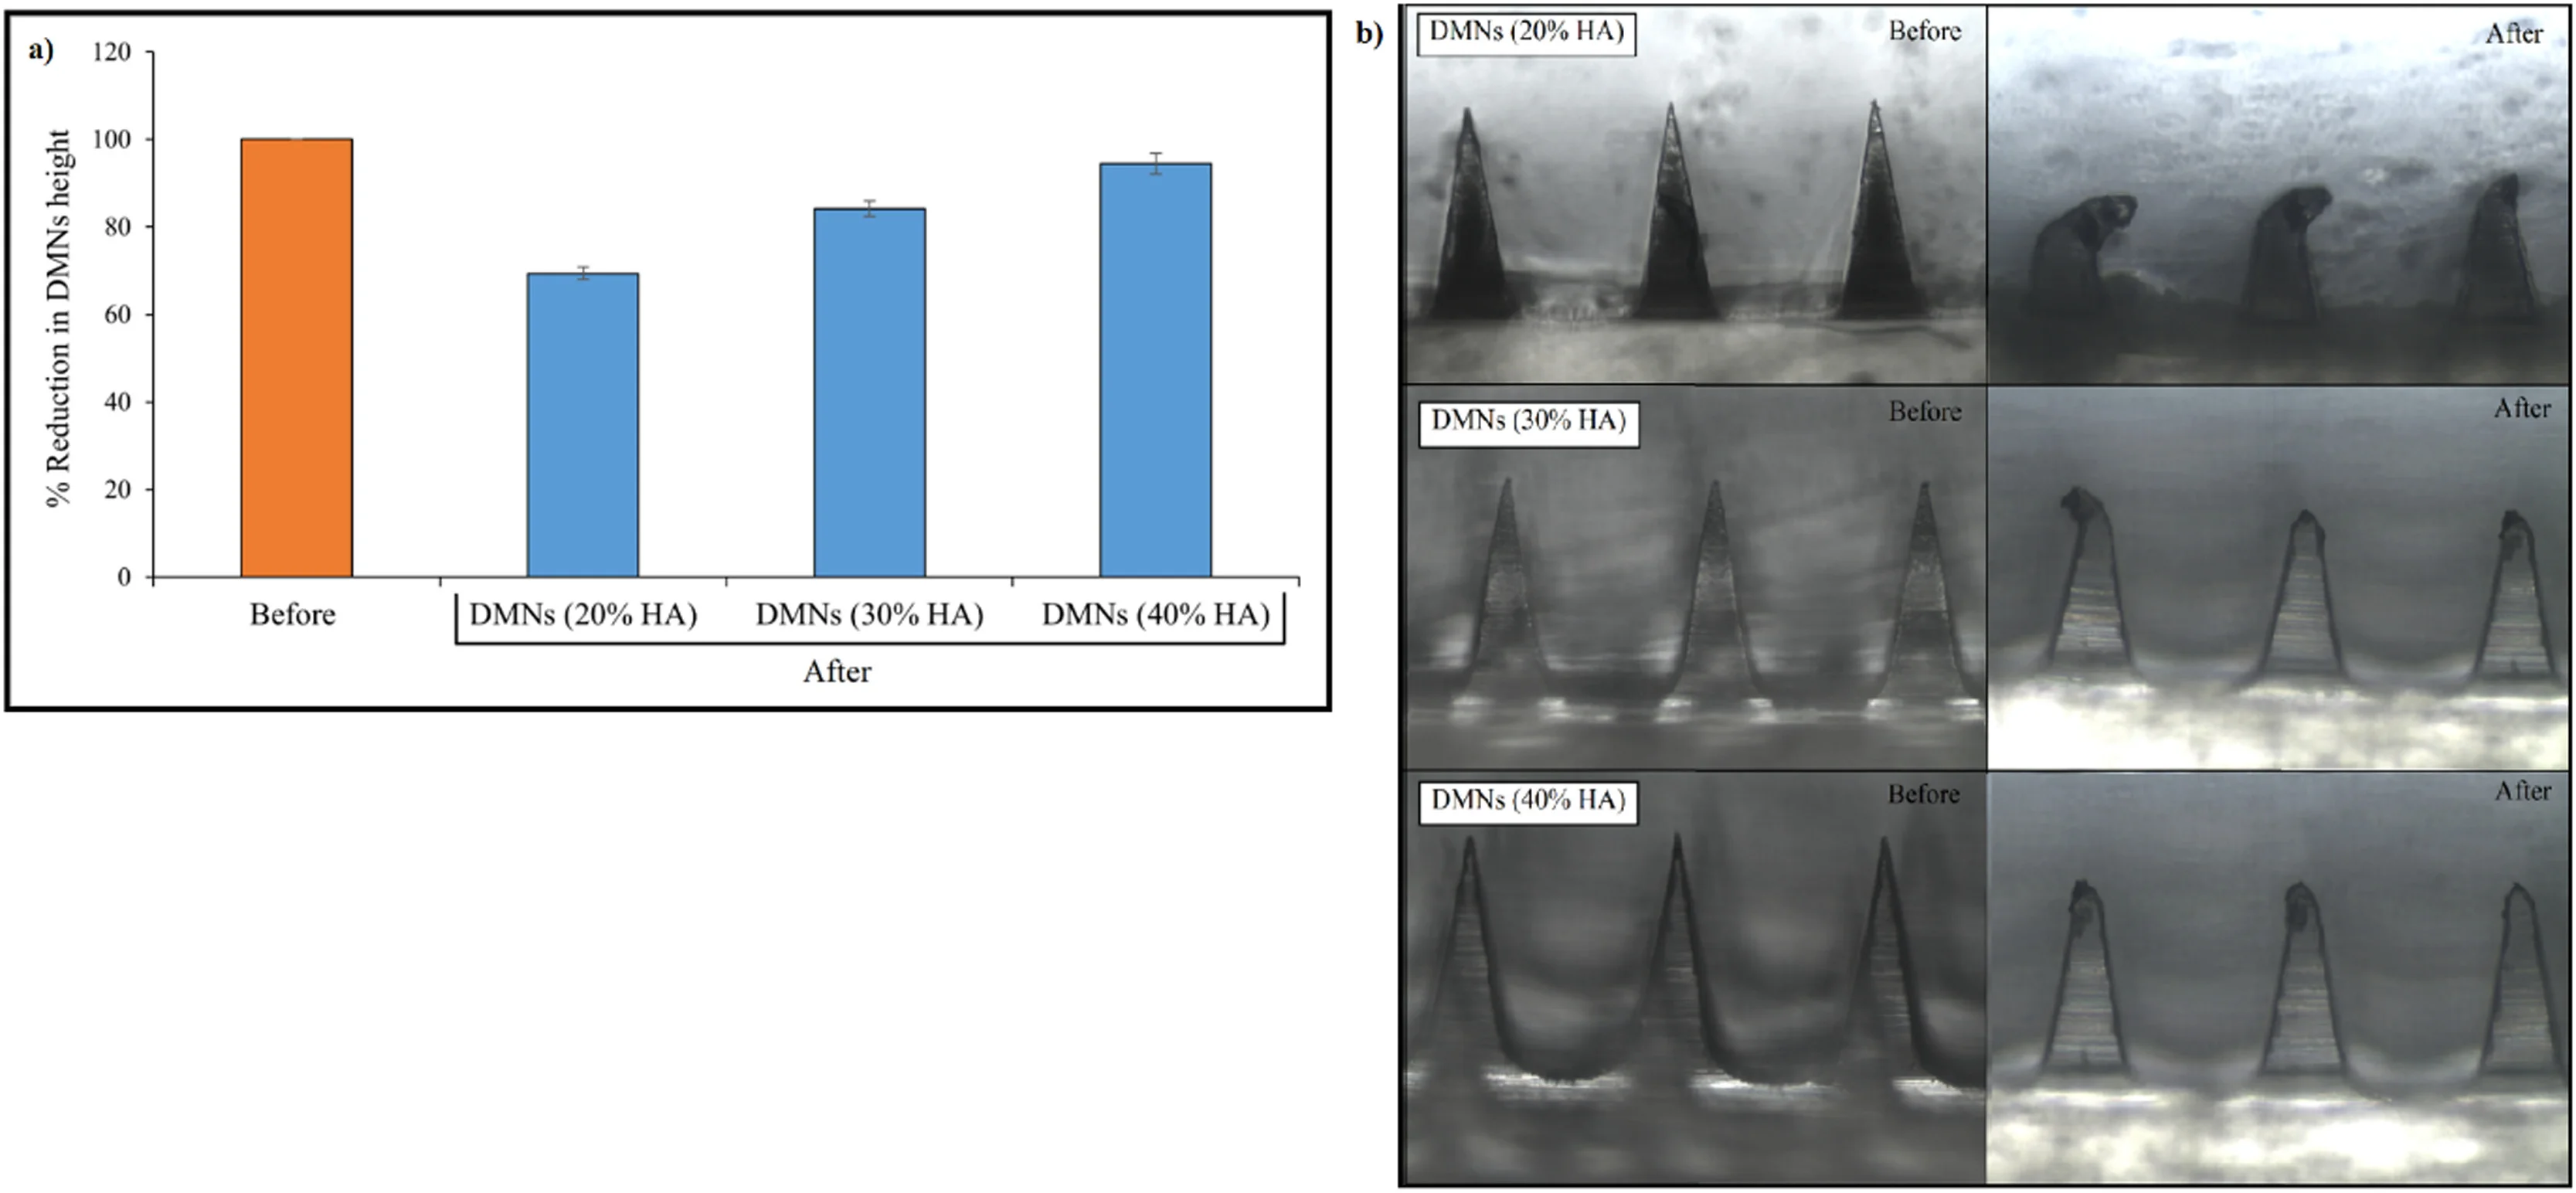 a)
% Reduction in DMNs height
120
100
80
60
40
20
0
Before
DMNs (20% HA)
DMNs (30% HA)
DMNs (40% HA)
After
b)
DMNs (20% HA)
Before
After
DMNs (30% HA)
Before
After
DMNs (40% HA)
Before
After